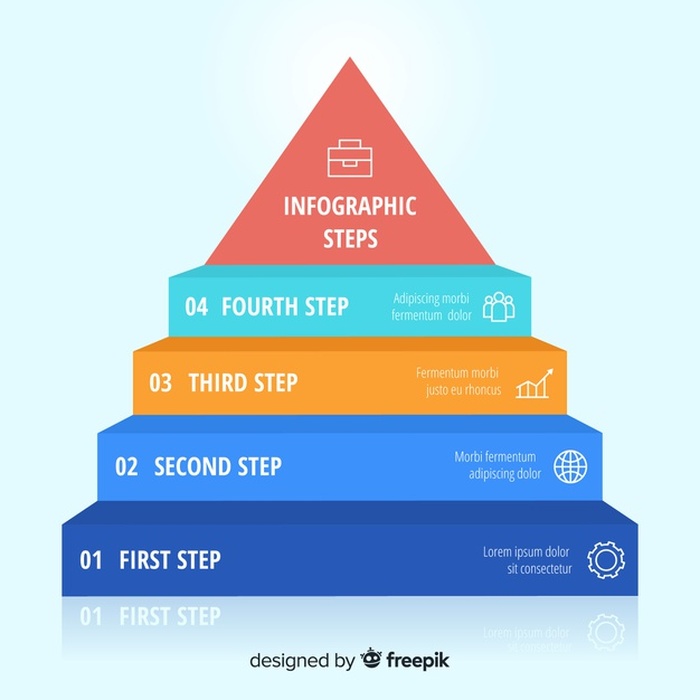 INFOGRAPHIC
STEPS
04 FOURTH STEP
Adipiscing morbi
fermentum dolor
03 THIRD STEP
Fermentum morbi
justo eu rhoncus
02 SECOND STEP
Morbi fermentum
adipiscing dolor
01 FIRST STEP
Lorem ipsum dolor
sit consectetur
01 FIRST STEP
Lorem ipsum dolor
designed by freepik